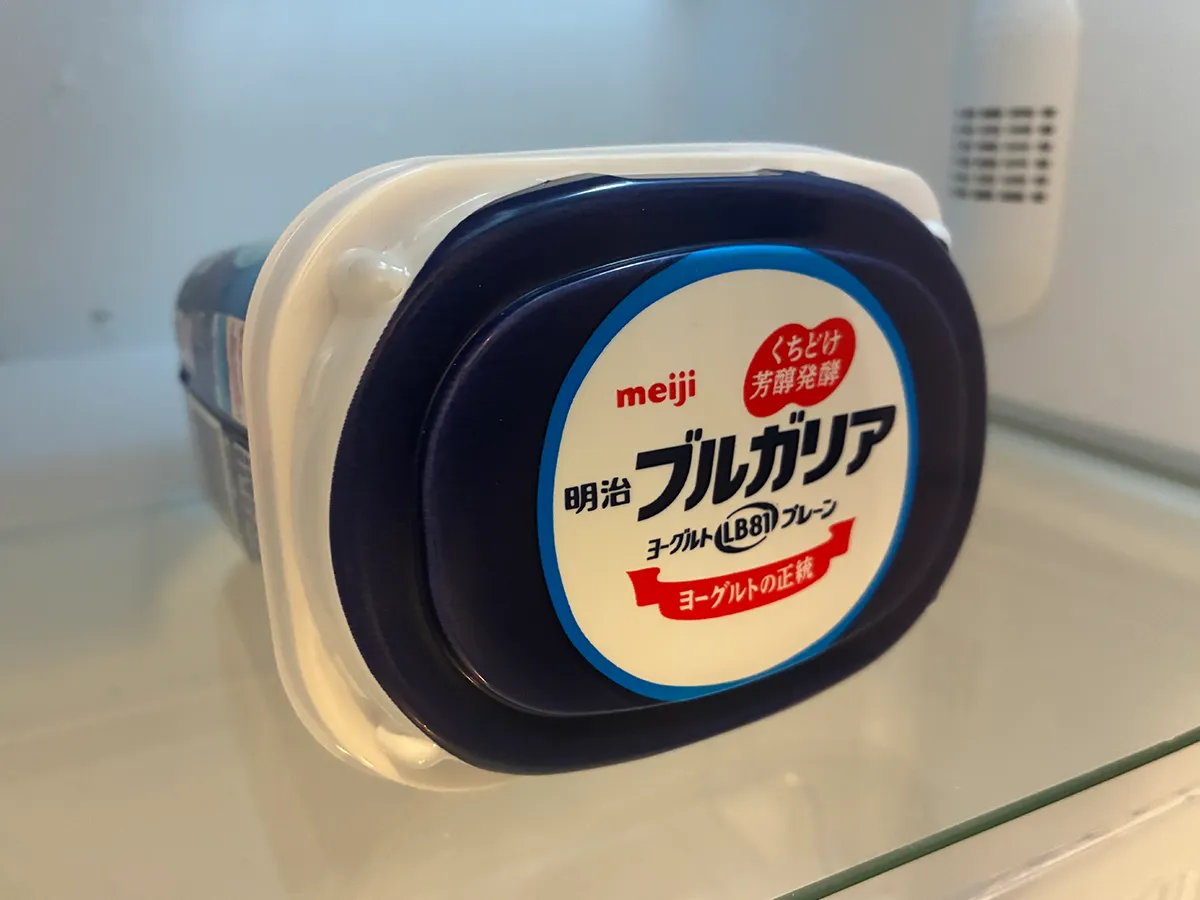 くちどけ
芳醇発酵
meiji
明治 ブルガリア
ヨーグルト LB81 プレーン
ヨーグルトの正統